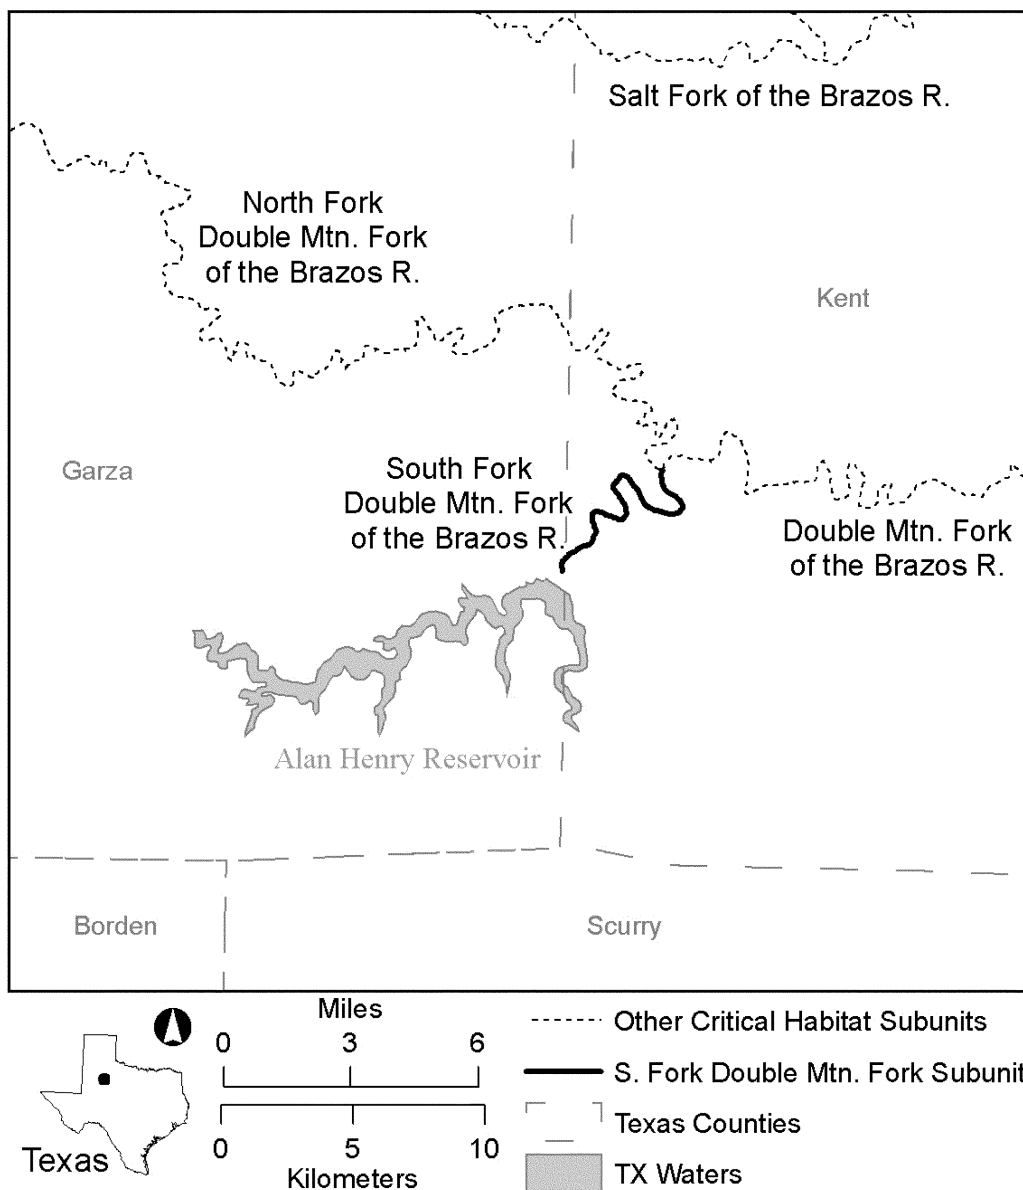 Salt Fork of the Brazos R.
North Fork
Double Mtn. Fork
of the Brazos R.
Kent
Garza
South Fork
Double Mtn. Fork
of the Brazos R.
Double Mtn. Fork
of the Brazos R.
Alan Henry Reservoir
Borden
Scurry
Miles
0 3 6
0 5 10
Kilometers
Texas
Other Critical Habitat Subunits
S. Fork Double Mtn. Fork Subunit
Texas Counties
TX Waters